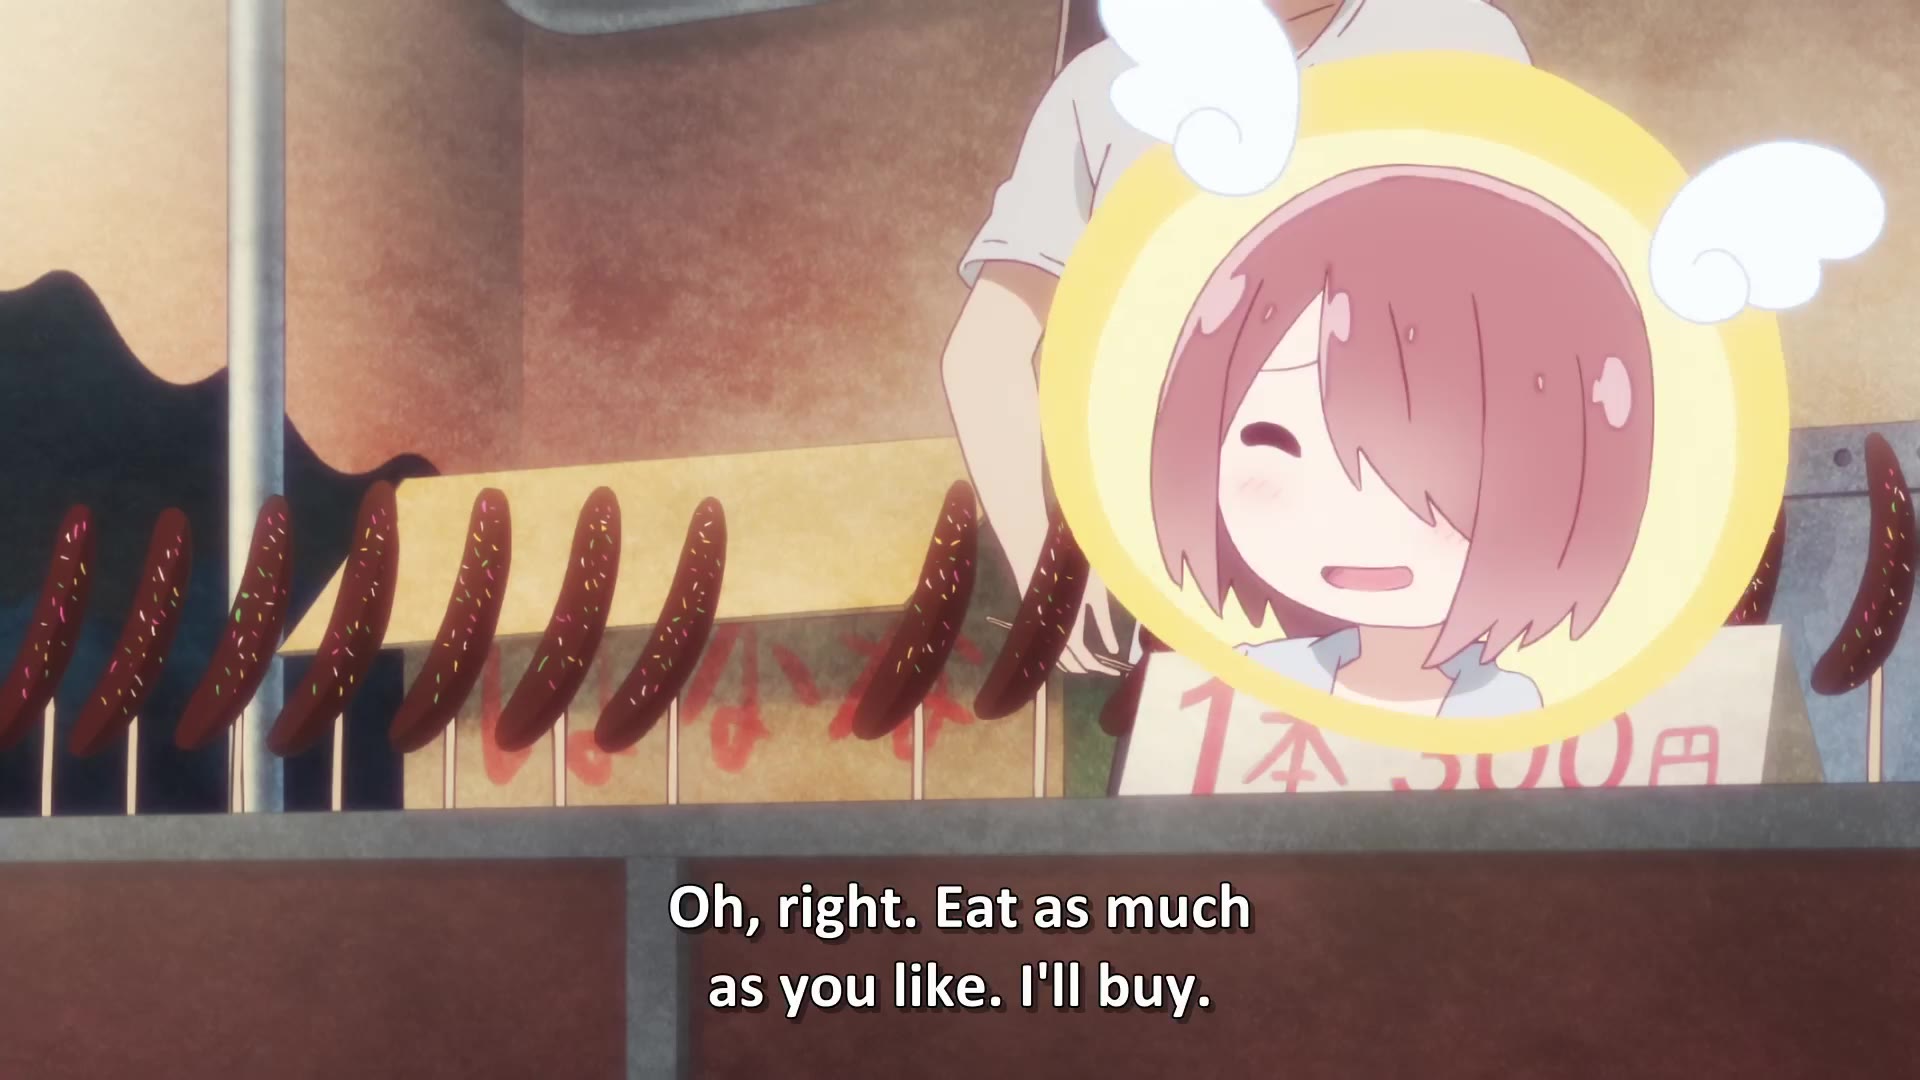 1本 300円
Oh, right. Eat as much
as you like. I'll buy.